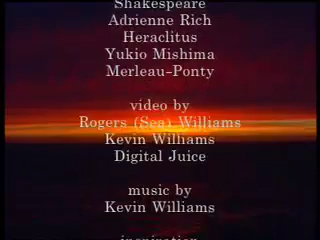 Shakespeare
Adrienne Rich
Heraclitus
Yukio Mishima
Merleau-Ponty
video by
Rogers (Sea) Williams
Kevin Williams
Digital Juice
music by
Kevin Williams
inspiration